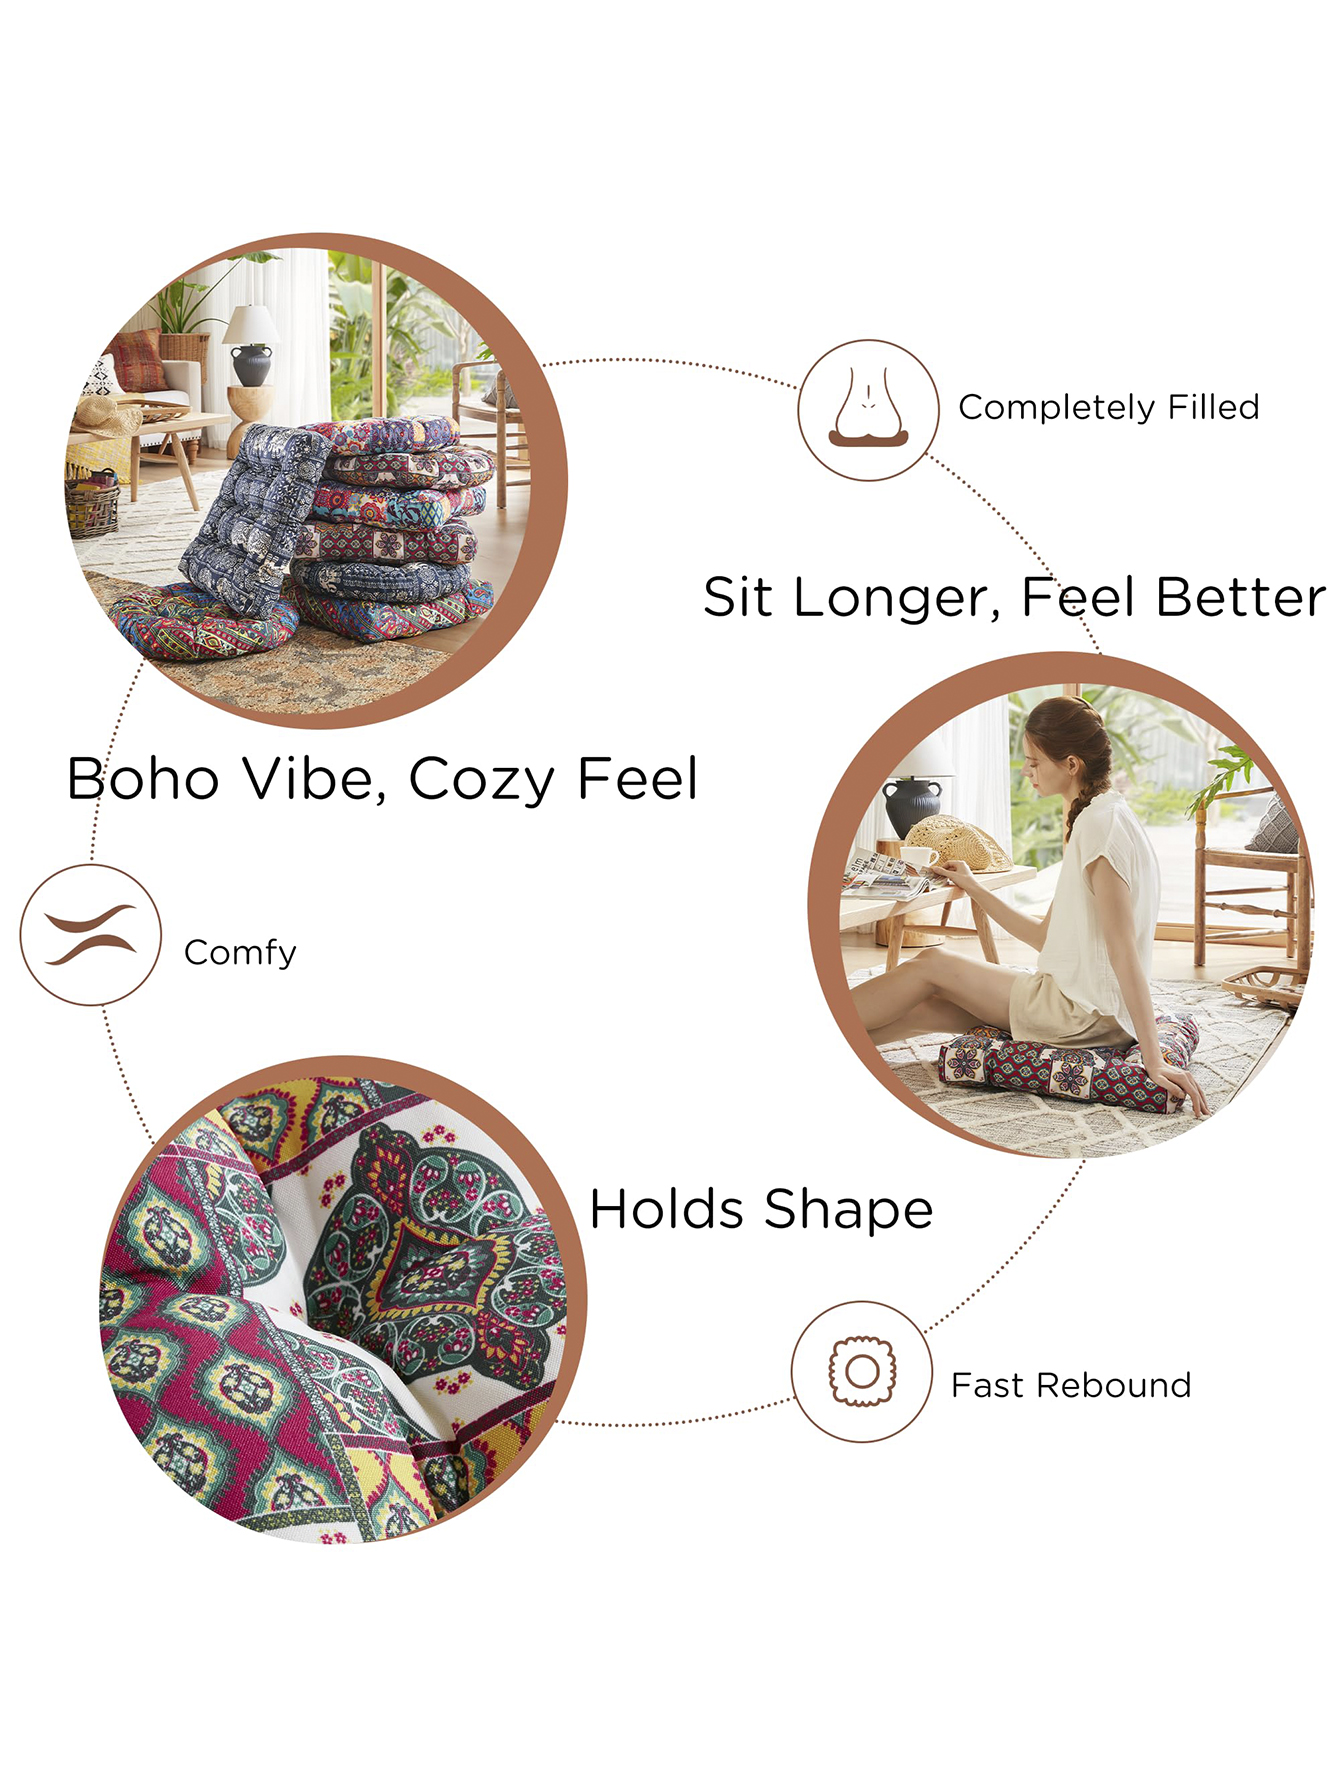 Completely Filled
Sit Longer, Feel Better
Boho Vibe, Cozy Feel
Comfy
Holds Shape
Fast Rebound